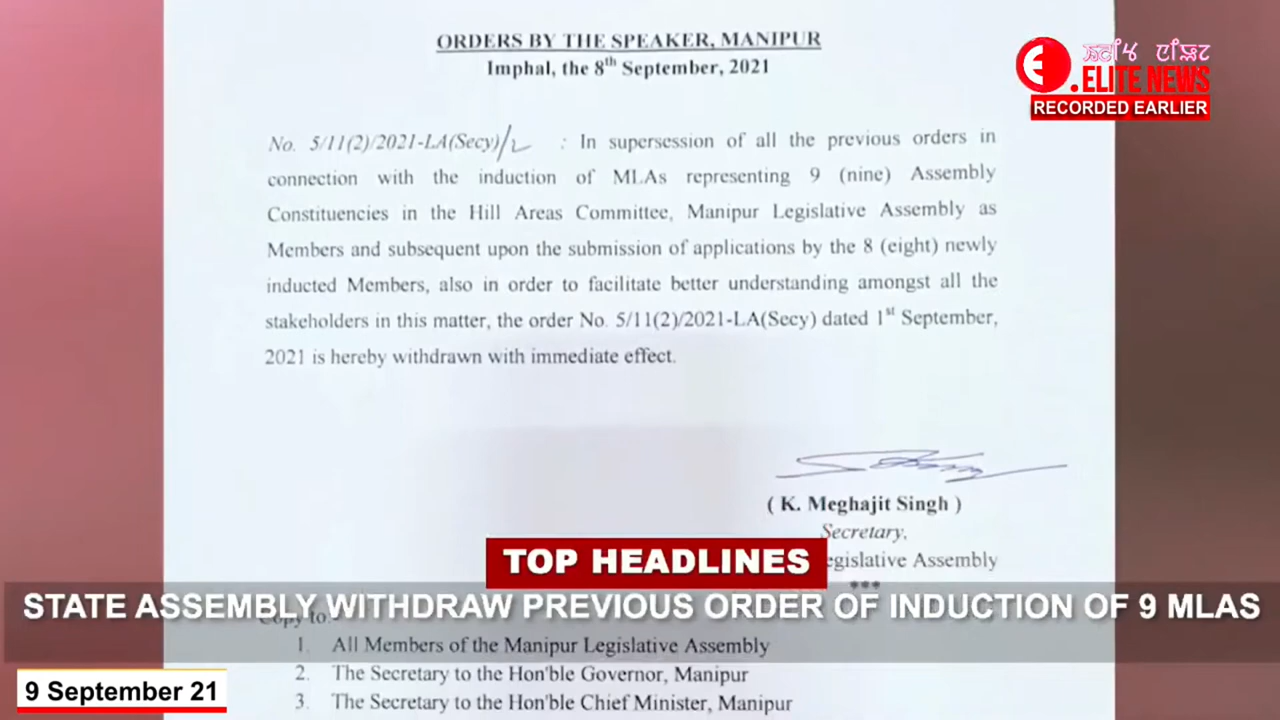 ORDERS BY THE SPEAKER, MANIPUR
Imphal, the 8th September, 2021
E
.ELITE NEWS
RECORDED EARLIER
No. 5/11(2)/2021-LA(Secy)/2 : In supersession of all the previous orders in
connection with the induction of MLAs representing 9 (nine) Assembly
Constituencies in the Hill Areas Committee, Manipur Legislative Assembly as
Members and subsequent upon the submission of applications by the 8 (eight) newly
inducted Members, also in order to facilitate better understanding amongst all the
stakeholders in this matter, the order No. 5/11(2)/2021-LA(Secy) dated 1st September,
2021 is hereby withdrawn with immediate effect.
( K. Meghajit Singh )
Secretary,
egislative Assembly
***
TOP HEADLINES
STATE ASSEMBLY WITHDRAW PREVIOUS ORDER OF INDUCTION OF 9 MLAS
Copy to:-
1. All Members of the Manipur Legislative Assembly
2. The Secretary to the Hon'ble Governor, Manipur
3. The Secretary to the Hon'ble Chief Minister, Manipur
9 September 21